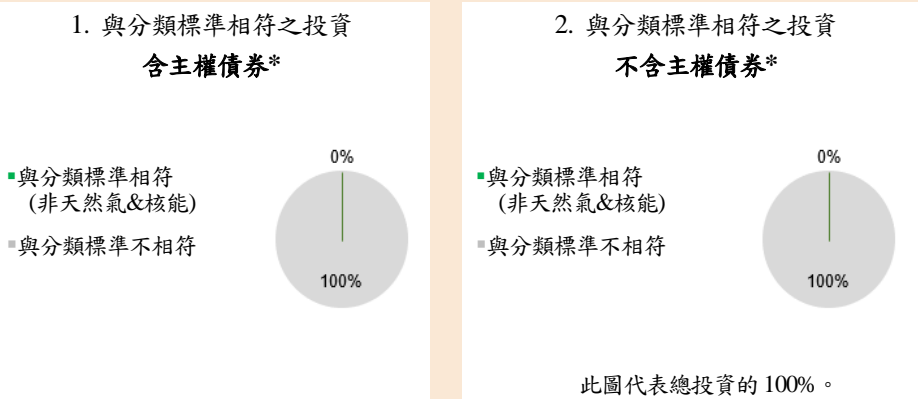 1. 與分類標準相符之投資
含主權債券*
與分類標準相符
(非天然氣&核能)
與分類標準不相符
0%
100%
2. 與分類標準相符之投資
不含主權債券*
與分類標準相符
(非天然氣&核能)
與分類標準不相符
0%
100%
此圖代表總投資的 100%。